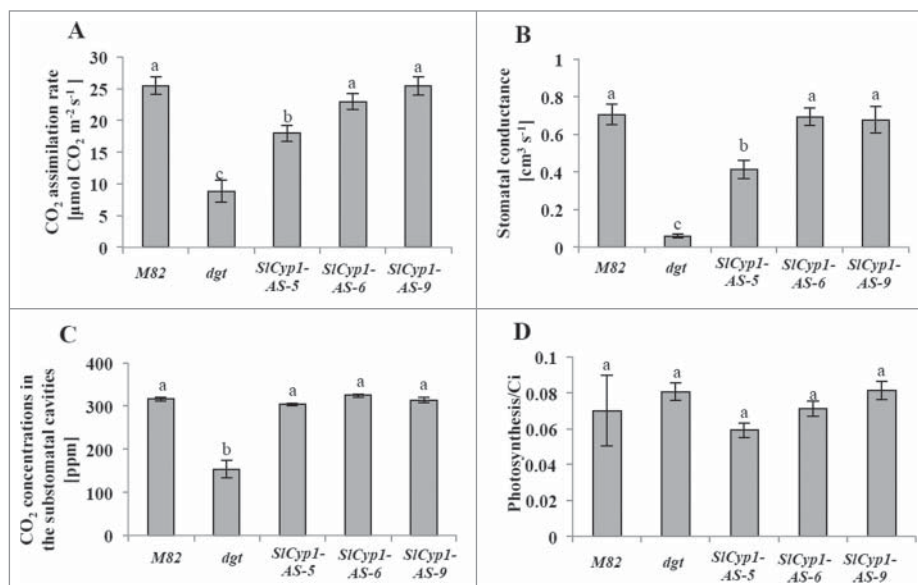 A
CO₂ assimilation rate
[µmol CO₂ m⁻² s⁻¹ ]
30
25
20
15
10
5
0
a
c
b
a
a
M82
dgt
SlCyp1-
AS-5
SlCyp1-
AS-6
SlCyp1-
AS-9
B
Stomatal conductance
[cm³ s⁻¹]
1
0.8
0.6
0.4
0.2
0
a
c
b
a
a
M82
dgt
SlCyp1-
AS-5
SlCyp1-
AS-6
SlCyp1-
AS-9
C
CO₂ concentrations in
the substomatal cavities
[ppm]
400
300
200
100
0
a
b
a
a
a
M82
dgt
SlCyp1-
AS-5
SlCyp1-
AS-6
SlCyp1-
AS-9
D
Photosynthesis/Ci
0.1
0.08
0.06
0.04
0.02
0
a
a
a
a
a
M82
dgt
SlCyp1-
AS-5
SlCyp1-
AS-6
SlCyp1-
AS-9